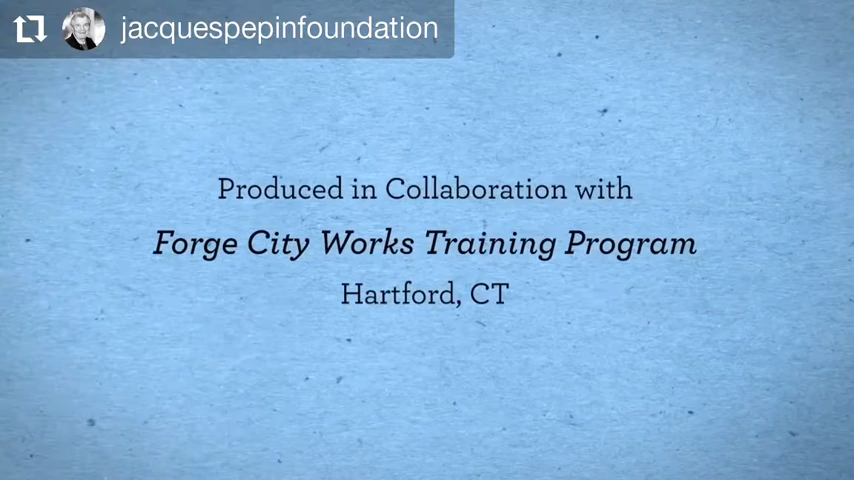 jacquespepinfoundation
Produced in Collaboration with
Forge City Works Training Program
Hartford, CT